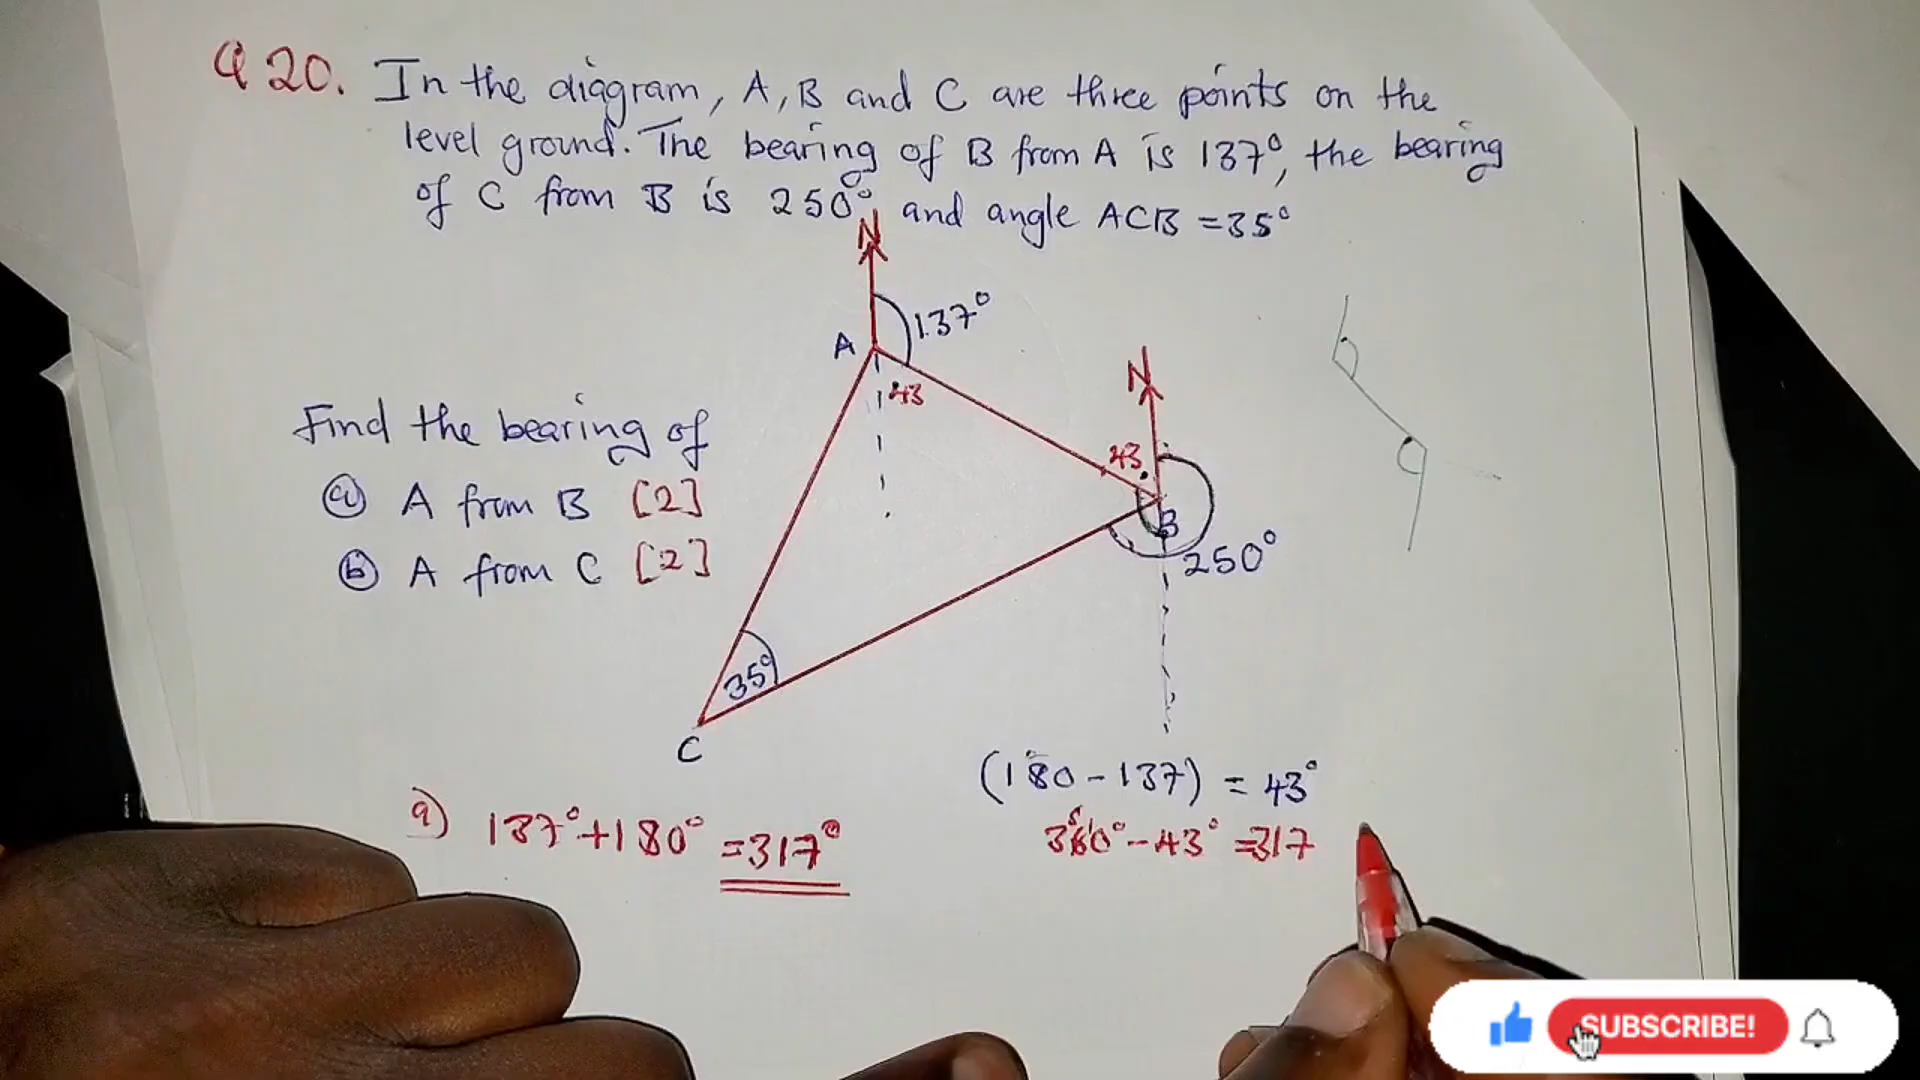 Q 20. In the diagram, A, B and C are three points on the
level ground. The bearing of B from A is 137°, the bearing
of C from B is 250° and angle ACB = 35°
N
137°
A
43
N
43
B
250°
Find the bearing of
(a) A from B [2]
(b) A from C [2]
35°
C
(180 - 137) = 43°
a) 137° + 180° = 317°
360° - 43° = 317
SUBSCRIBE!